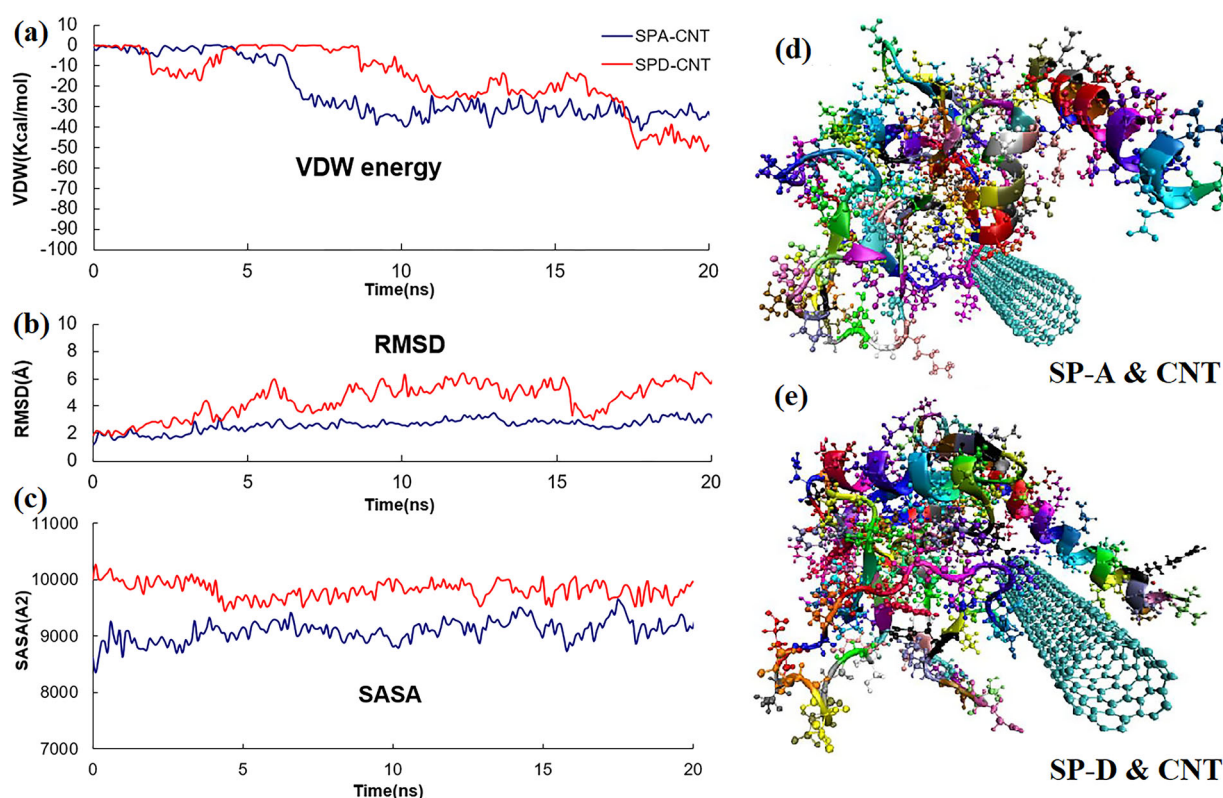 (a)
10
0
-10
-20
-30
-40
-50
-60
-70
-80
-90
-100
VDW(Kcal/mol)
SPA-CNT
SPD-CNT
VDW energy
0 5 10 15 20
Time(ns)
(b)
10
8
6
4
2
0
RMSD(Å)
RMSD
0 5 10 15 20
Time(ns)
(c)
11000
10000
9000
8000
7000
SASA(A2)
SASA
0 5 10 15 20
Time(ns)
(d)
SP-A & CNT
(e)
SP-D & CNT